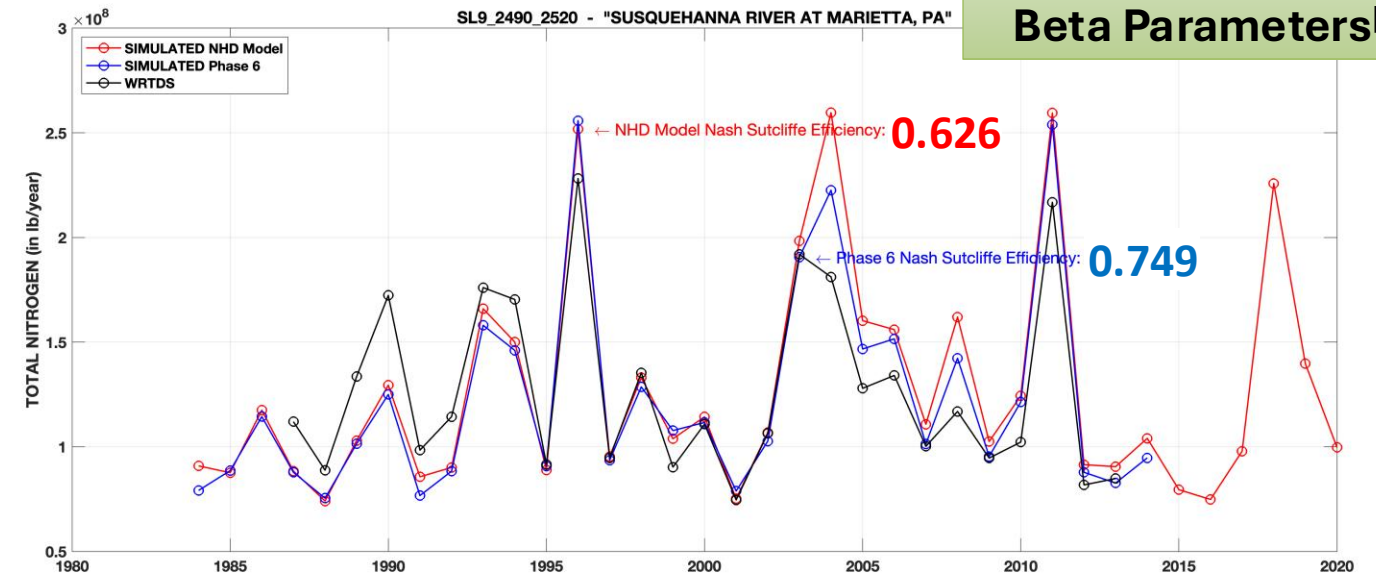 SL9_2490_2520 - "SUSQUEHANNA RIVER AT MARIETTA, PA"
Beta Parameters
×10^8
SIMULATED NHD Model
SIMULATED Phase 6
WRTDS
← NHD Model Nash Sutcliffe Efficiency: 0.626
← Phase 6 Nash Sutcliffe Efficiency: 0.749
TOTAL NITROGEN (in lb/year)
3
2.5
2
1.5
1
0.5
1980 1985 1990 1995 2000 2005 2010 2015 2020